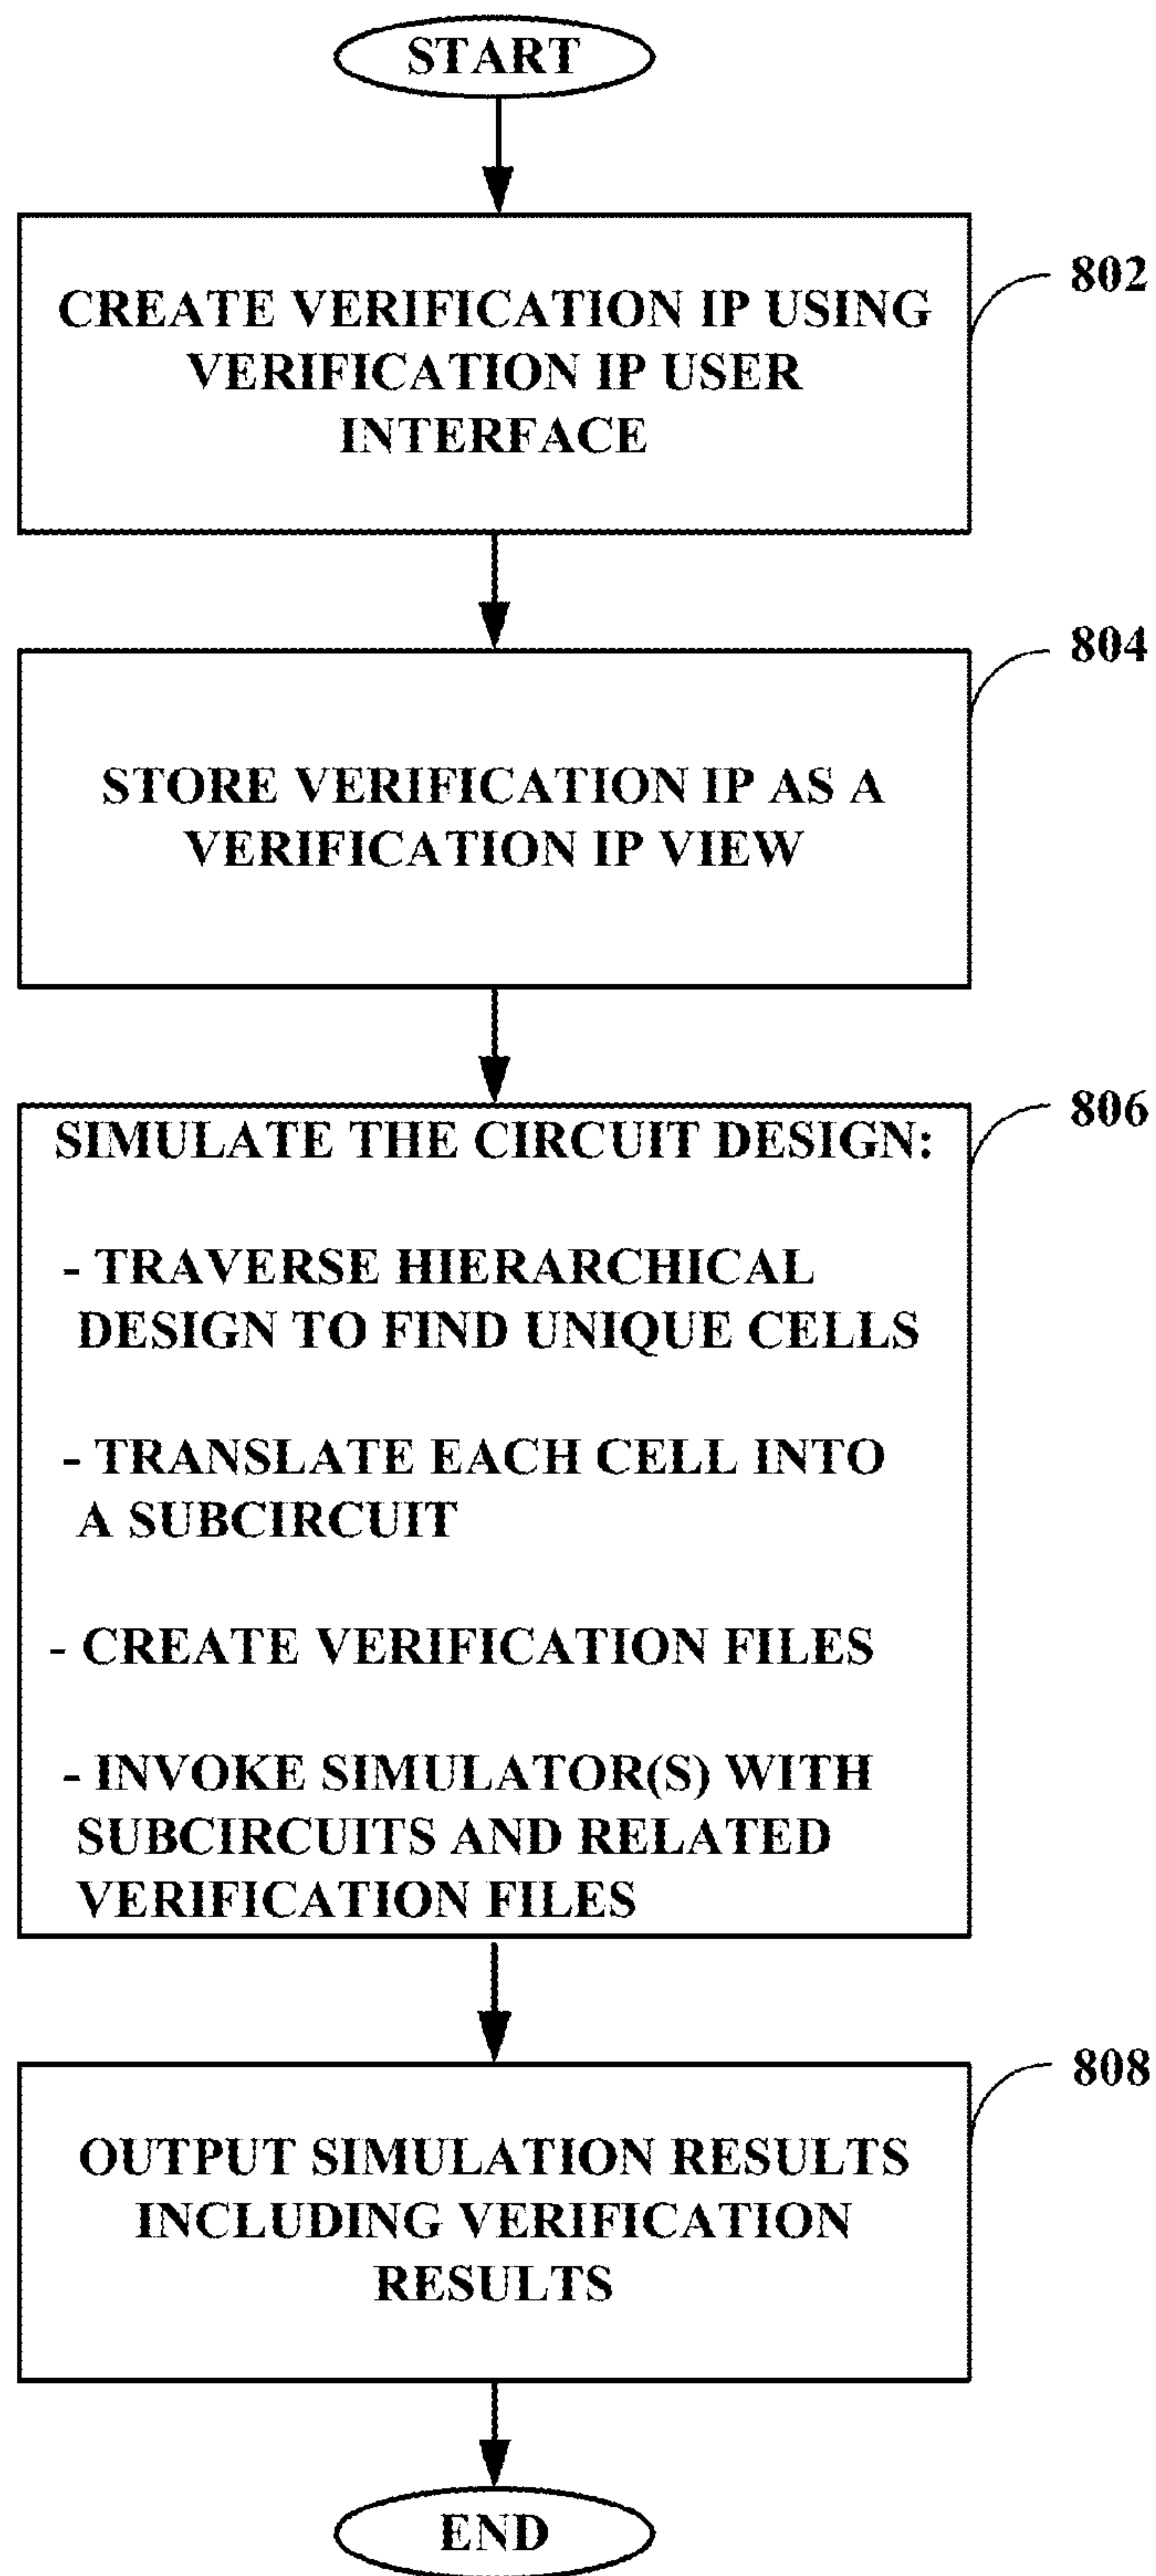 START
CREATE VERIFICATION IP USING
VERIFICATION IP USER
INTERFACE
802
STORE VERIFICATION IP AS A
VERIFICATION IP VIEW
804
SIMULATE THE CIRCUIT DESIGN:
- TRAVERSE HIERARCHICAL
DESIGN TO FIND UNIQUE CELLS
- TRANSLATE EACH CELL INTO
A SUBCIRCUIT
- CREATE VERIFICATION FILES
- INVOKE SIMULATOR(S) WITH
SUBCIRCUITS AND RELATED
VERIFICATION FILES
806
OUTPUT SIMULATION RESULTS
INCLUDING VERIFICATION
RESULTS
808
END